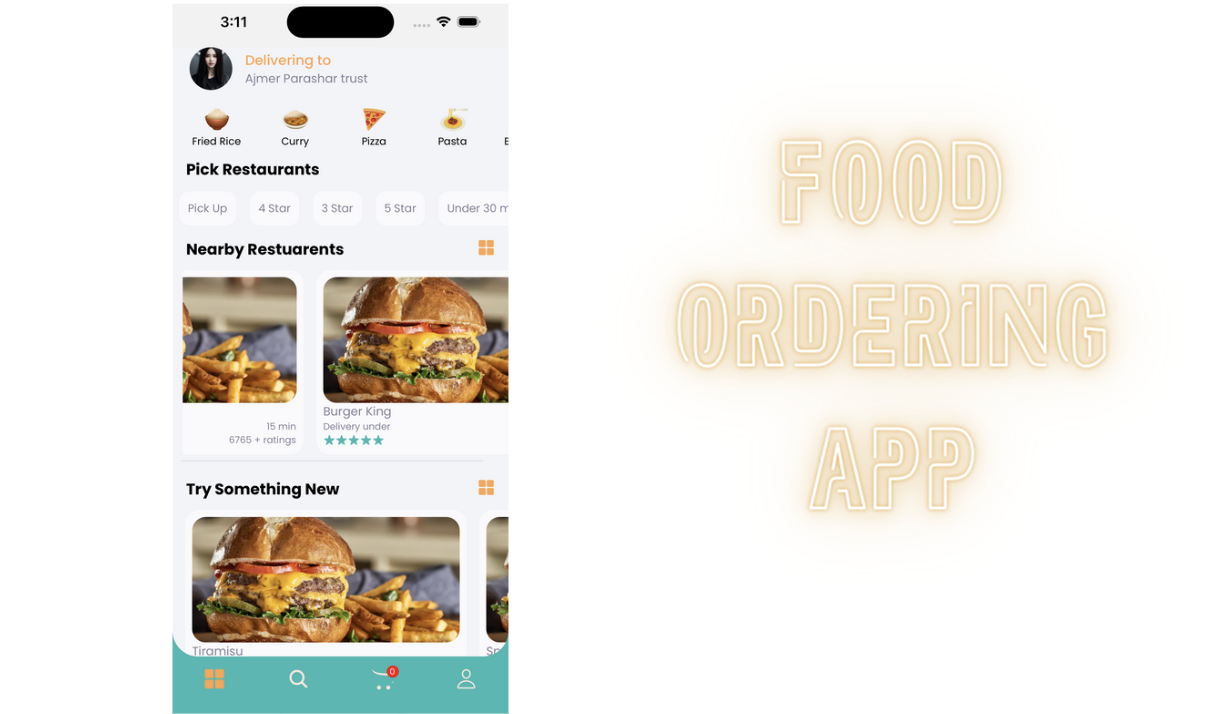 3:11
Delivering to
Ajmer Parashar trust
Fried Rice Curry Pizza Pasta
Pick Restaurants
Pick Up 4 Star 3 Star 5 Star Under 30 m
Nearby Restuarents
15 min
6765 + ratings
Burger King
Delivery under
Try Something New
Tiramisu
0
FOOD
ORDERING
APP